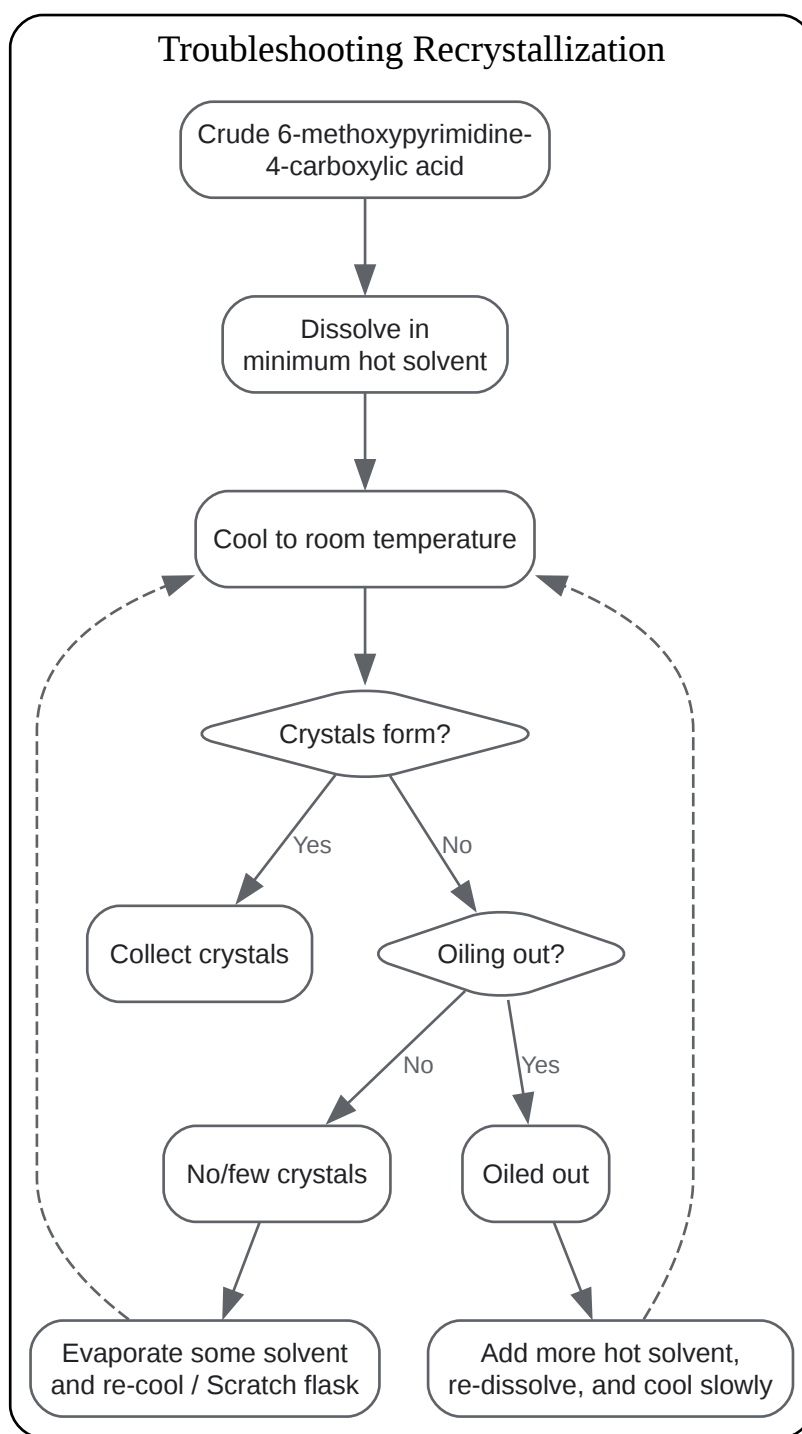 Troubleshooting Recrystallization
Crude 6-methoxypyrimidine-
4-carboxylic acid
Dissolve in
minimum hot solvent
Cool to room temperature
Crystals form?
Yes
No
Collect crystals
Oiling out?
No
Yes
No/few crystals
Oiled out
Evaporate some solvent
and re-cool / Scratch flask
Add more hot solvent,
re-dissolve, and cool slowly